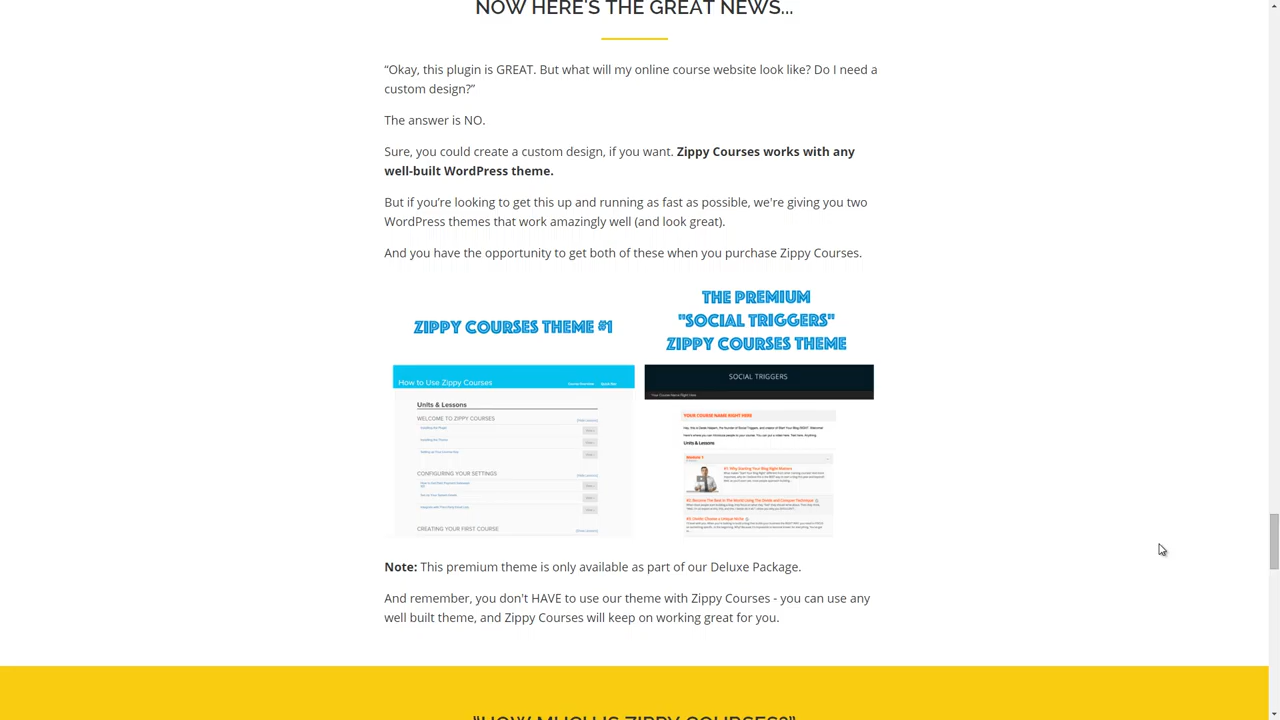 NOW HERE'S THE GREAT NEWS...
“Okay, this plugin is GREAT. But what will my online course website look like? Do I need a
custom design?”
The answer is NO.
Sure, you could create a custom design, if you want. Zippy Courses works with any
well-built WordPress theme.
But if you’re looking to get this up and running as fast as possible, we're giving you two
WordPress themes that work amazingly well (and look great).
And you have the opportunity to get both of these when you purchase Zippy Courses.
ZIPPY COURSES THEME #1
THE PREMIUM
"SOCIAL TRIGGERS"
ZIPPY COURSES THEME
How to Use Zippy Courses
Units & Lessons
WELCOME TO ZIPPY COURSES
CONFIGURING YOUR SETTINGS
CREATING YOUR FIRST COURSE
SOCIAL TRIGGERS
Your Course Name Right Here
YOUR COURSE NAME RIGHT HERE
Units & Lessons
Note: This premium theme is only available as part of our Deluxe Package.
And remember, you don't HAVE to use our theme with Zippy Courses - you can use any
well built theme, and Zippy Courses will keep on working great for you.
“HOW MUCH IS ZIPPY COURSES?”